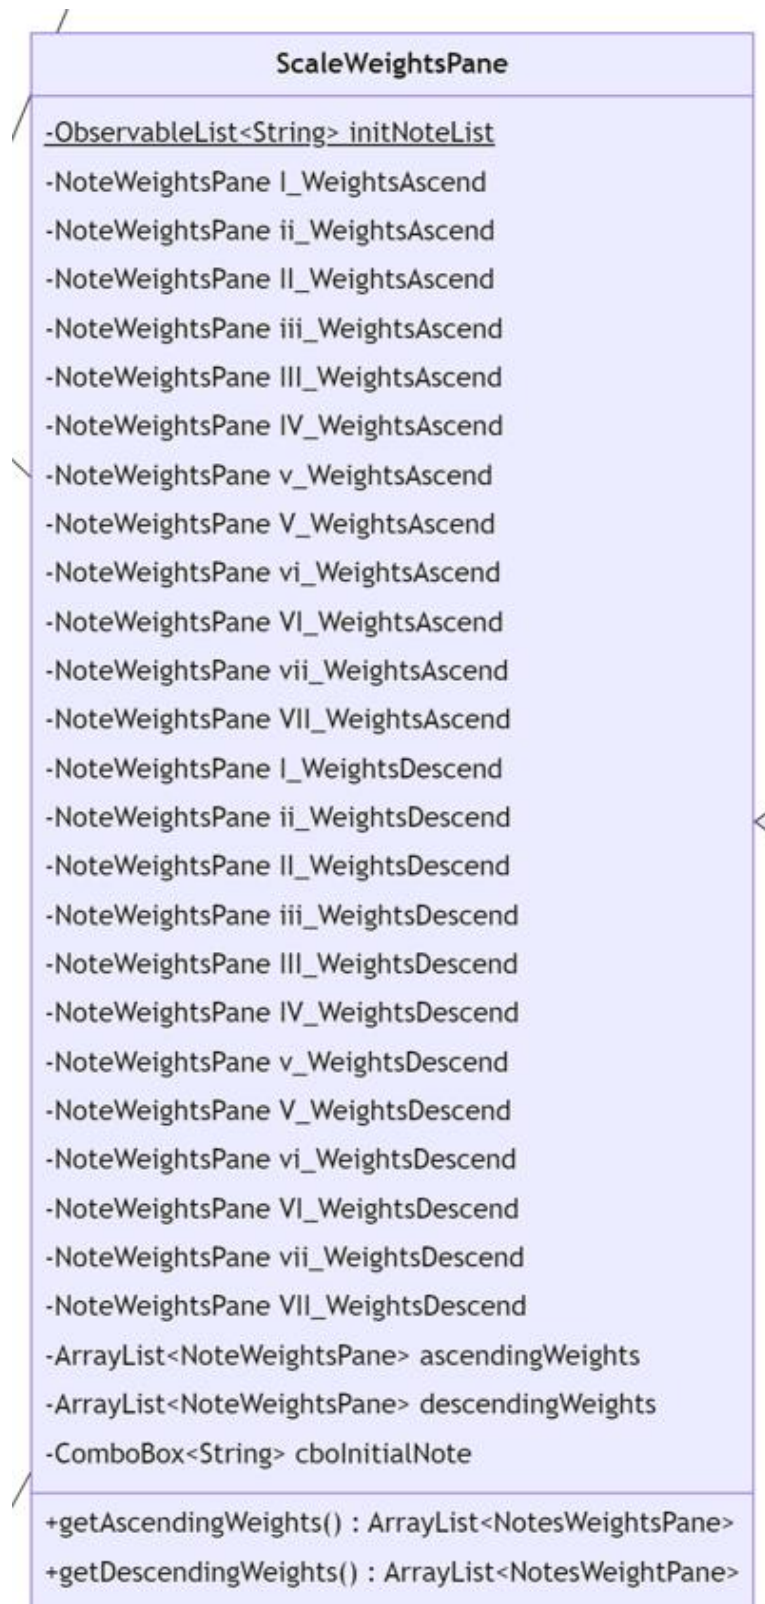 ScaleWeightsPane
-ObservableList<String> initNoteList
-NoteWeightsPane I_WeightsAscend
-NoteWeightsPane ii_WeightsAscend
-NoteWeightsPane II_WeightsAscend
-NoteWeightsPane iii_WeightsAscend
-NoteWeightsPane III_WeightsAscend
-NoteWeightsPane IV_WeightsAscend
-NoteWeightsPane v_WeightsAscend
-NoteWeightsPane V_WeightsAscend
-NoteWeightsPane vi_WeightsAscend
-NoteWeightsPane VI_WeightsAscend
-NoteWeightsPane vii_WeightsAscend
-NoteWeightsPane VII_WeightsAscend
-NoteWeightsPane I_WeightsDescend
-NoteWeightsPane ii_WeightsDescend
-NoteWeightsPane II_WeightsDescend
-NoteWeightsPane iii_WeightsDescend
-NoteWeightsPane III_WeightsDescend
-NoteWeightsPane IV_WeightsDescend
-NoteWeightsPane v_WeightsDescend
-NoteWeightsPane V_WeightsDescend
-NoteWeightsPane vi_WeightsDescend
-NoteWeightsPane VI_WeightsDescend
-NoteWeightsPane vii_WeightsDescend
-NoteWeightsPane VII_WeightsDescend
-ArrayList<NoteWeightsPane> ascendingWeights
-ArrayList<NoteWeightsPane> descendingWeights
-ComboBox<String> cboInitialNote
+getAscendingWeights() : ArrayList<NotesWeightsPane>
+getDescendingWeights() : ArrayList<NotesWeightPane>